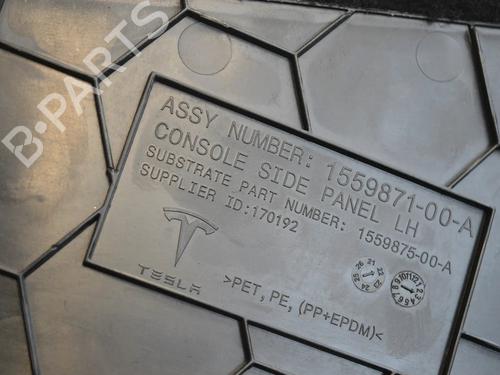 B-PARTS
ASSY NUMBER: 1559871-00-A
CONSOLE SIDE PANEL LH
SUBSTRATE PART NUMBER: 1559875-00-A
SUPPLIER ID:170192
TESLA
>PET, PE, (PP+EPDM)<